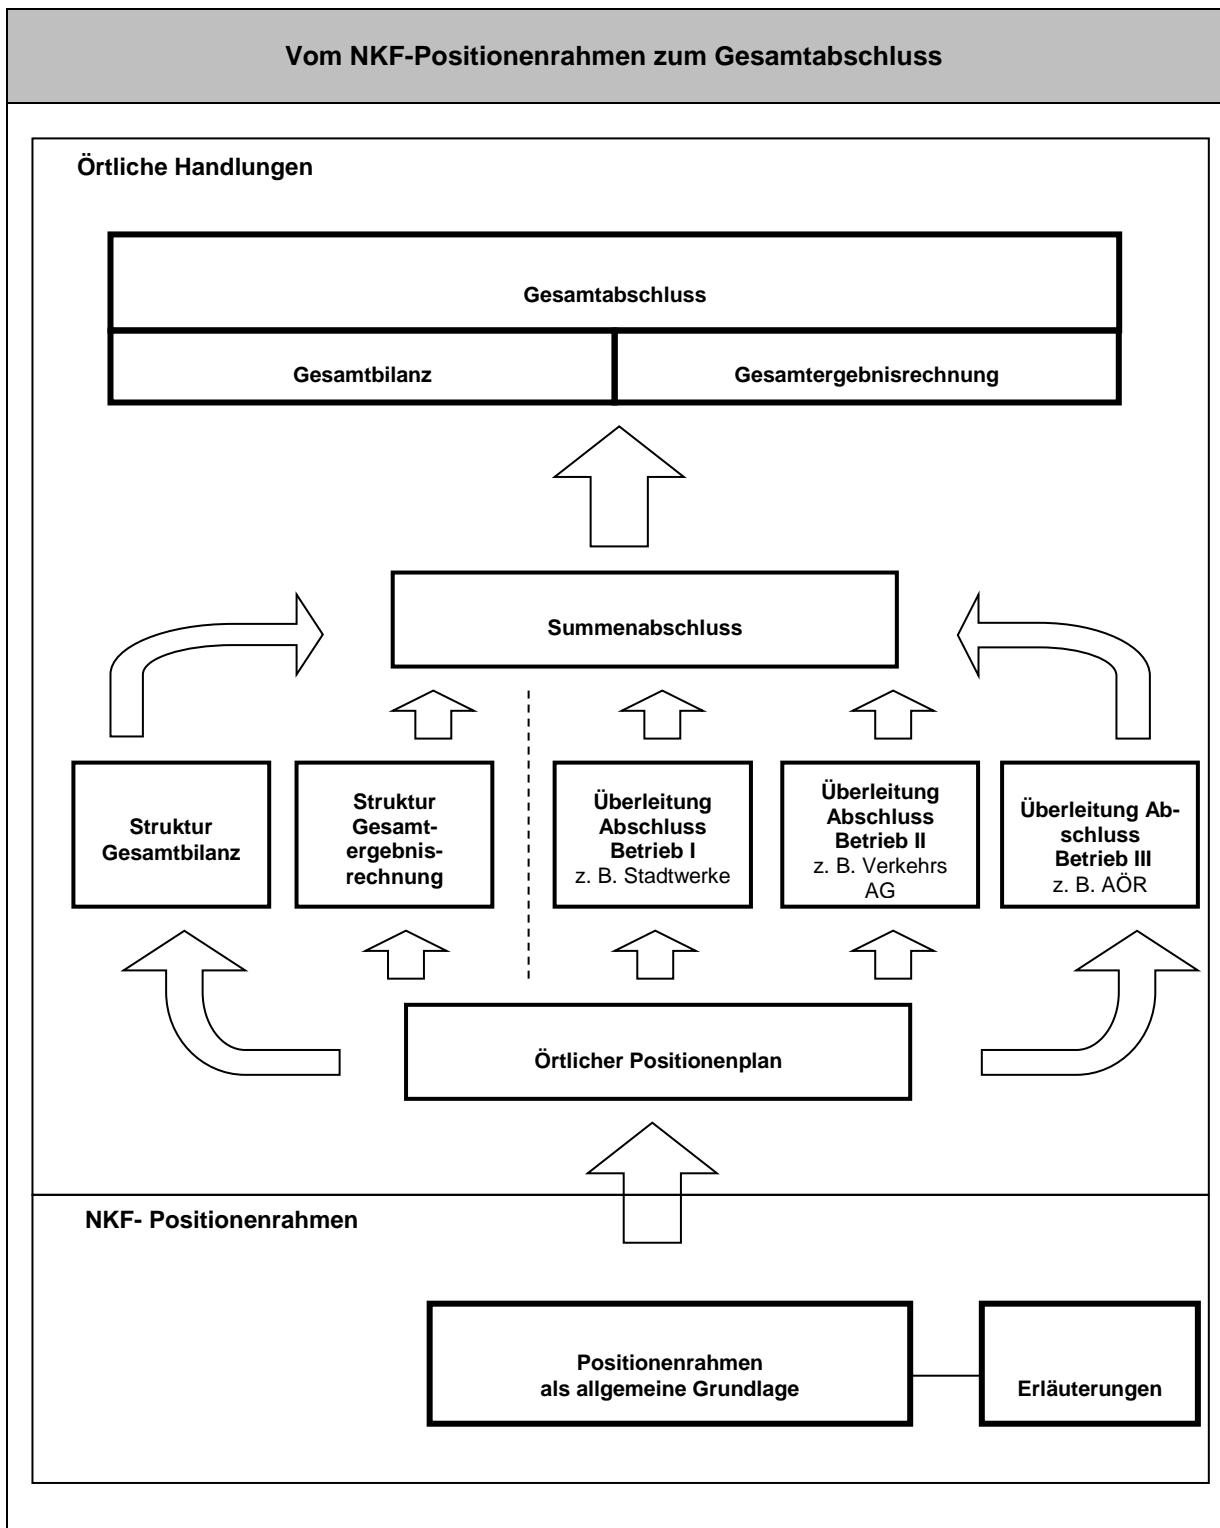 Vom NKF-Positionenrahmen zum Gesamtabschluss
Örtliche Handlungen
Gesamtabschluss
Gesamtbilanz
Gesamtergebnisrechnung
Summenabschluss
Struktur
Gesamtbilanz
Struktur
Gesamt-
ergebnis-
rechnung
Überleitung
Abschluss
Betrieb I
z. B. Stadtwerke
Überleitung
Abschluss
Betrieb II
z. B. Verkehrs
AG
Überleitung Ab-
schluss
Betrieb III
z. B. AÖR
Örtlicher Positionenplan
NKF- Positionenrahmen
Positionenrahmen
als allgemeine Grundlage
Erläuterungen